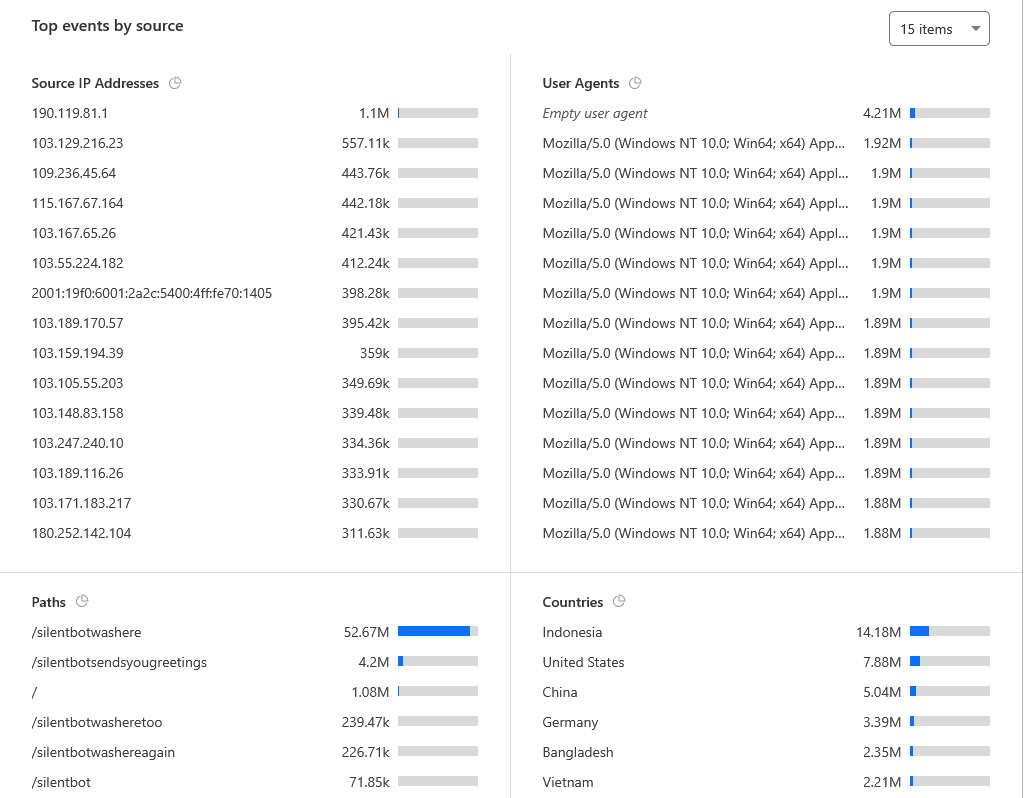 Top events by source
15 items
Source IP Addresses
190.119.81.1 1.1M
103.129.216.23 557.11k
109.236.45.64 443.76k
115.167.67.164 442.18k
103.167.65.26 421.43k
103.55.224.182 412.24k
2001:19f0:6001:2a2c:5400:4ff:fe70:1405 398.28k
103.189.170.57 395.42k
103.159.194.39 359k
103.105.55.203 349.69k
103.148.83.158 339.48k
103.247.240.10 334.36k
103.189.116.26 333.91k
103.171.183.217 330.67k
180.252.142.104 311.63k
User Agents
Empty user agent 4.21M
Mozilla/5.0 (Windows NT 10.0; Win64; x64) App... 1.92M
Mozilla/5.0 (Windows NT 10.0; Win64; x64) Appl... 1.9M
Mozilla/5.0 (Windows NT 10.0; Win64; x64) Appl... 1.9M
Mozilla/5.0 (Windows NT 10.0; Win64; x64) Appl... 1.9M
Mozilla/5.0 (Windows NT 10.0; Win64; x64) Appl... 1.9M
Mozilla/5.0 (Windows NT 10.0; Win64; x64) Appl... 1.9M
Mozilla/5.0 (Windows NT 10.0; Win64; x64) App... 1.89M
Mozilla/5.0 (Windows NT 10.0; Win64; x64) App... 1.89M
Mozilla/5.0 (Windows NT 10.0; Win64; x64) App... 1.89M
Mozilla/5.0 (Windows NT 10.0; Win64; x64) App... 1.89M
Mozilla/5.0 (Windows NT 10.0; Win64; x64) App... 1.89M
Mozilla/5.0 (Windows NT 10.0; Win64; x64) App... 1.89M
Mozilla/5.0 (Windows NT 10.0; Win64; x64) App... 1.88M
Mozilla/5.0 (Windows NT 10.0; Win64; x64) App... 1.88M
Paths
/silentbotwashere 52.67M
/silentbotsendsyougreetings 4.2M
/ 1.08M
/silentbotwasheretoo 239.47k
/silentbotwashereagain 226.71k
/silentbot 71.85k
Countries
Indonesia 14.18M
United States 7.88M
China 5.04M
Germany 3.39M
Bangladesh 2.35M
Vietnam 2.21M